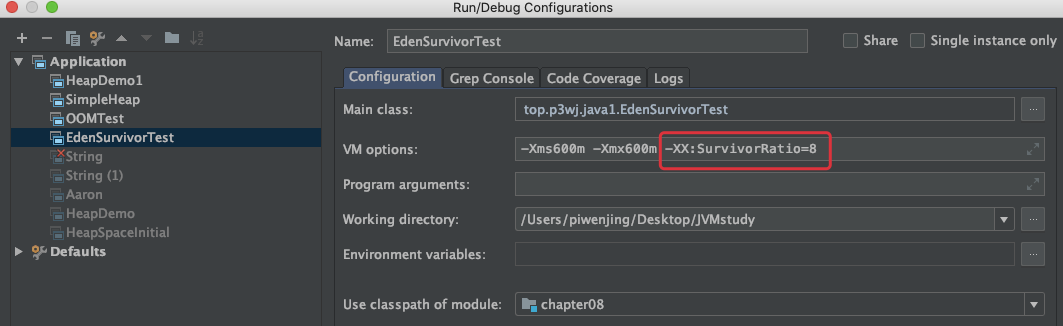 Run/Debug Configurations
Name: EdenSurvivorTest
Share
Single instance only
Application
HeapDemo1
SimpleHeap
OOMTest
EdenSurvivorTest
String
String (1)
Aaron
HeapDemo
HeapSpaceInitial
Defaults
Configuration Grep Console Code Coverage Logs
Main class: top.p3wj.java1.EdenSurvivorTest
VM options: -Xms600m -Xmx600m -XX:SurvivorRatio=8
Program arguments:
Working directory: /Users/piwenjing/Desktop/JVMstudy
Environment variables:
Use classpath of module: chapter08